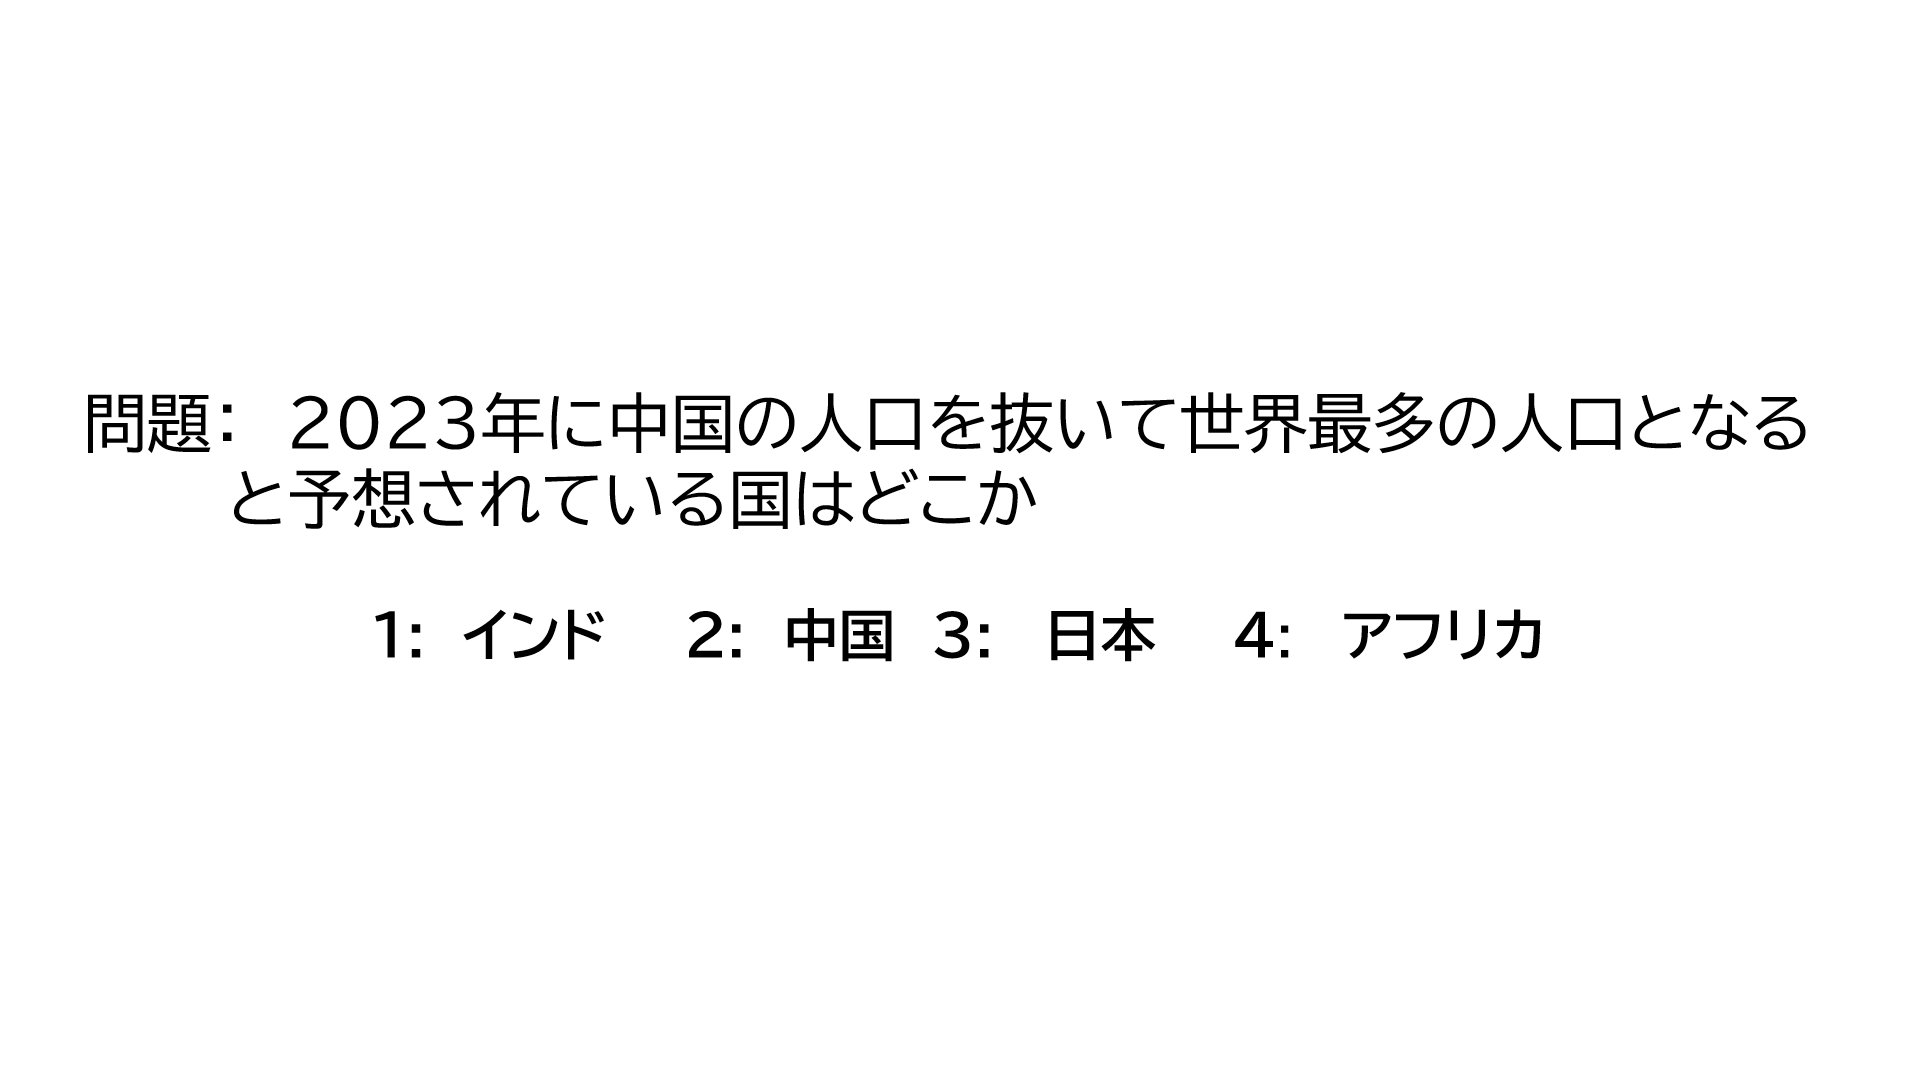 問題：　2023年に中国の人口を抜いて世界最多の人口となる
と予想されている国はどこか
1:　インド　2:　中国　3:　日本　4:　アフリカ